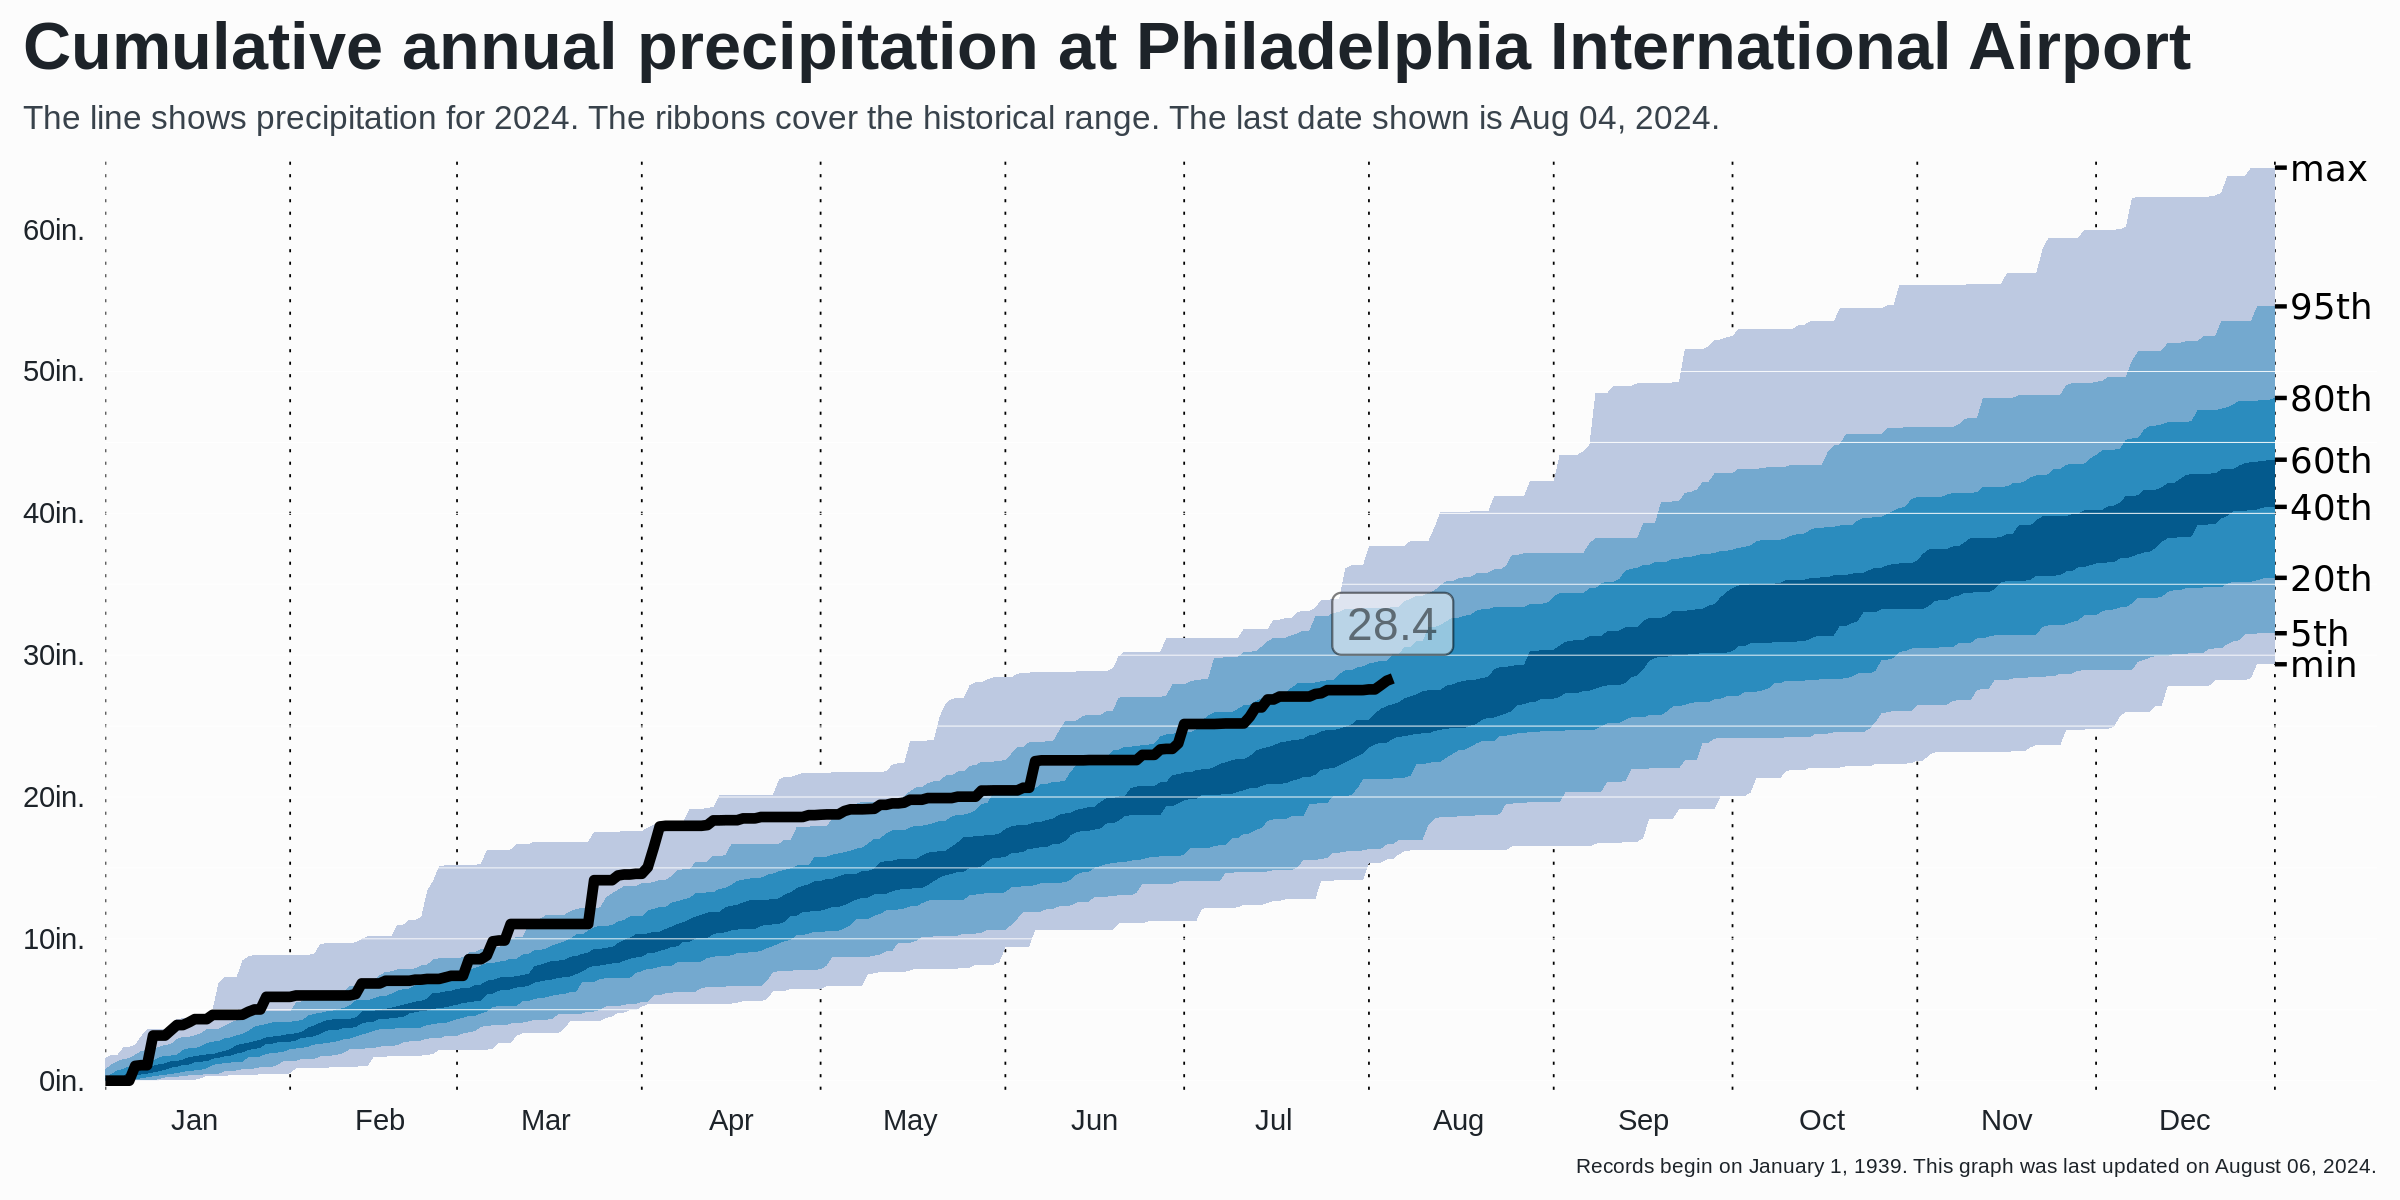 Cumulative annual precipitation at Philadelphia International Airport
The line shows precipitation for 2024. The ribbons cover the historical range. The last date shown is Aug 04, 2024.
max
60in.
95th
50in.
80th
60th
40th
40in.
20th
28.4
5th
30in.
min
20in.
10in.
0in.
Jan Feb Mar Apr May Jun Jul Aug Sep Oct Nov Dec
Records begin on January 1, 1939. This graph was last updated on August 06, 2024.